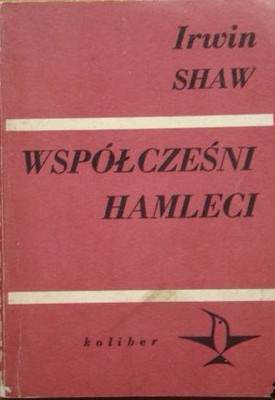 Irwin
SHAW
WSPÓŁCZEŚNI
HAMLECI
koliber